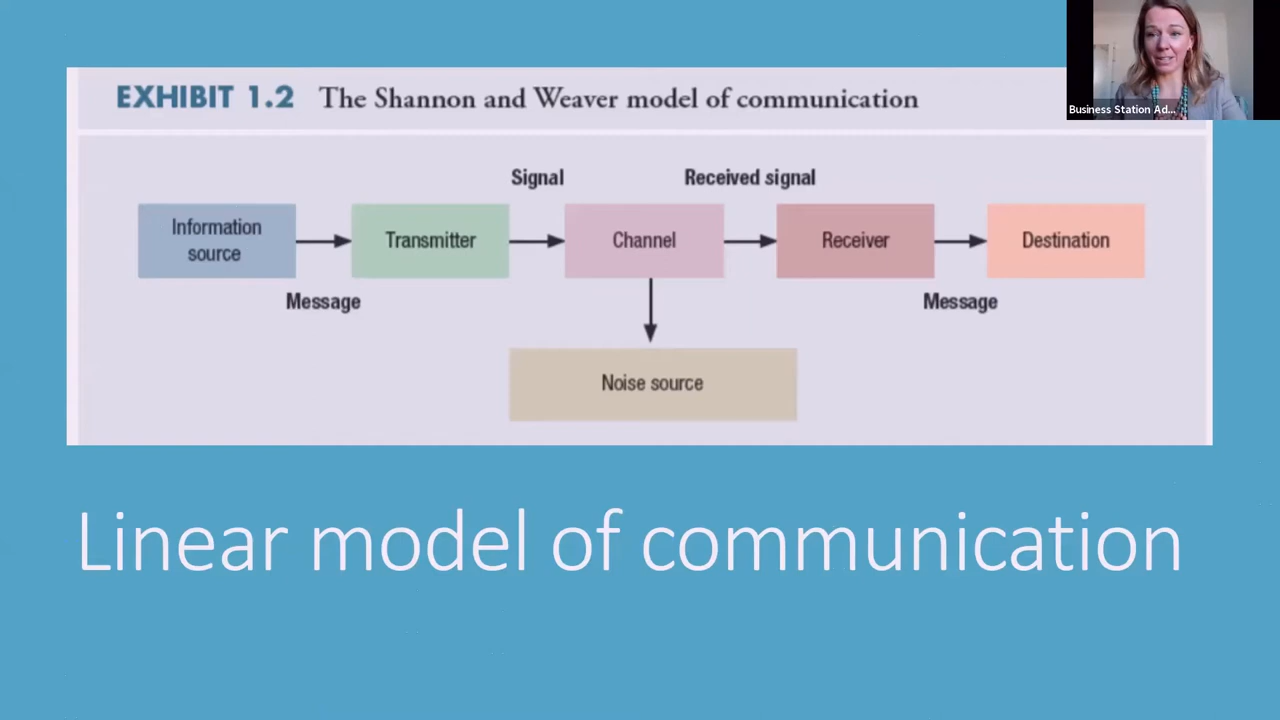 Business Station Ad...
EXHIBIT 1.2 The Shannon and Weaver model of communication
Signal
Received signal
Information
source
Transmitter
Channel
Receiver
Destination
Message
Message
Noise source
Linear model of communication